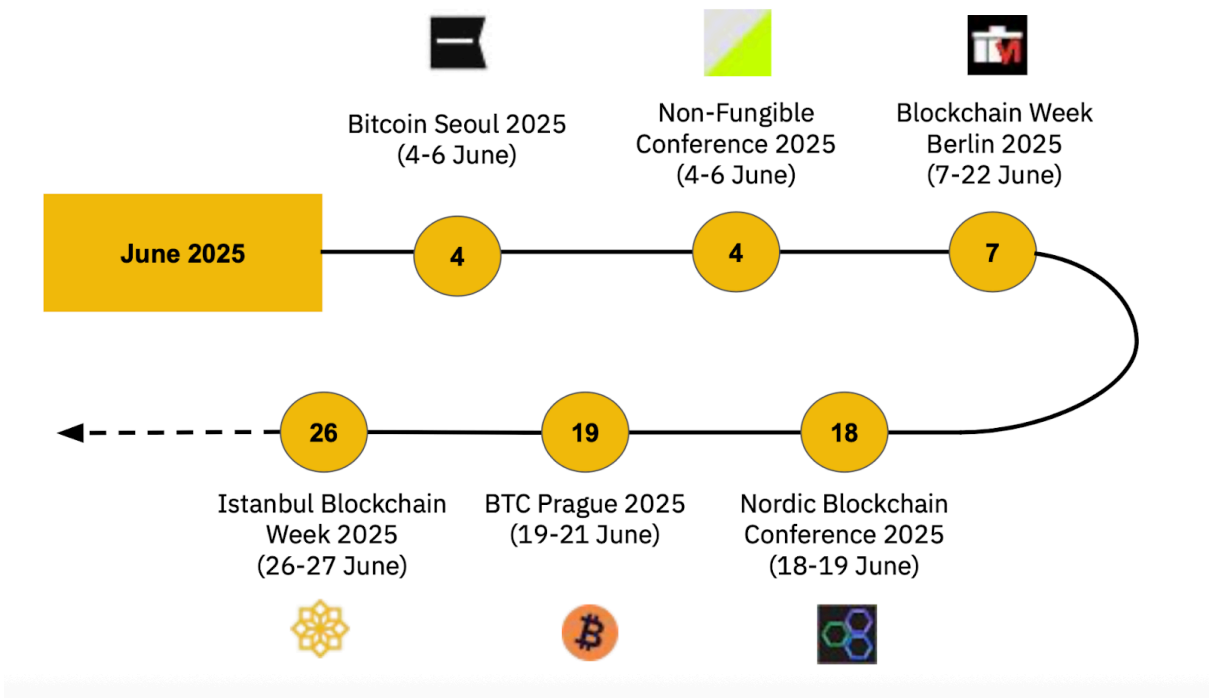 Bitcoin Seoul 2025
(4-6 June)
Non-Fungible
Conference 2025
(4-6 June)
Blockchain Week
Berlin 2025
(7-22 June)
June 2025
4
4
7
26
19
18
Istanbul Blockchain
Week 2025
(26-27 June)
BTC Prague 2025
(19-21 June)
Nordic Blockchain
Conference 2025
(18-19 June)